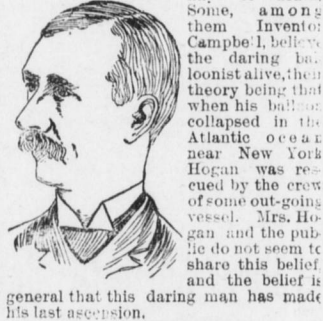 Some, among
them Inventor
Campbell, believe
the daring bal-
loonist alive, their
theory being that
when his balloon
collapsed in the
Atlantic ocean
near New York
Hogan was res-
cued by the crew
of some out-going
vessel. Mrs. Ho-
gan and the pub-
lic do not seem to
share this belief,
and the belief is
general that this daring man has made
his last ascension.